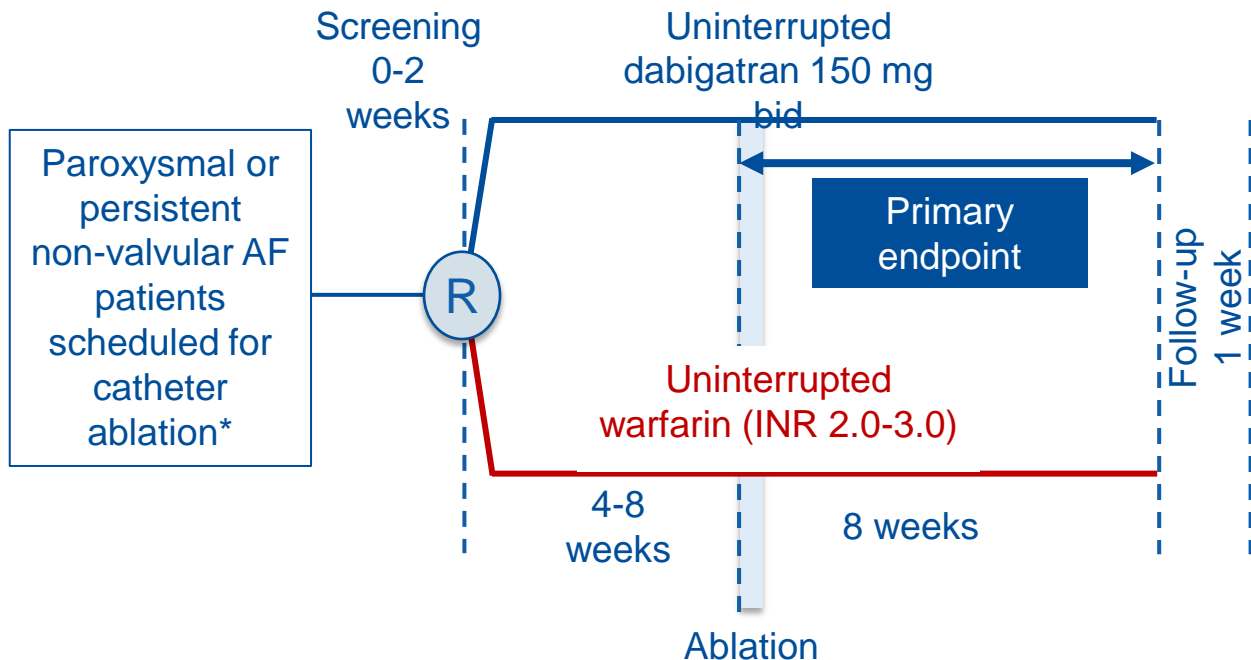 Screening
0-2
weeks
Uninterrupted
dabigatran 150 mg
bid
Paroxysmal or
persistent
non-valvular AF
patients
scheduled for
catheter
ablation*
R
Primary
endpoint
Uninterrupted
warfarin (INR 2.0-3.0)
Follow-up
1 week
4-8
weeks
8 weeks
Ablation